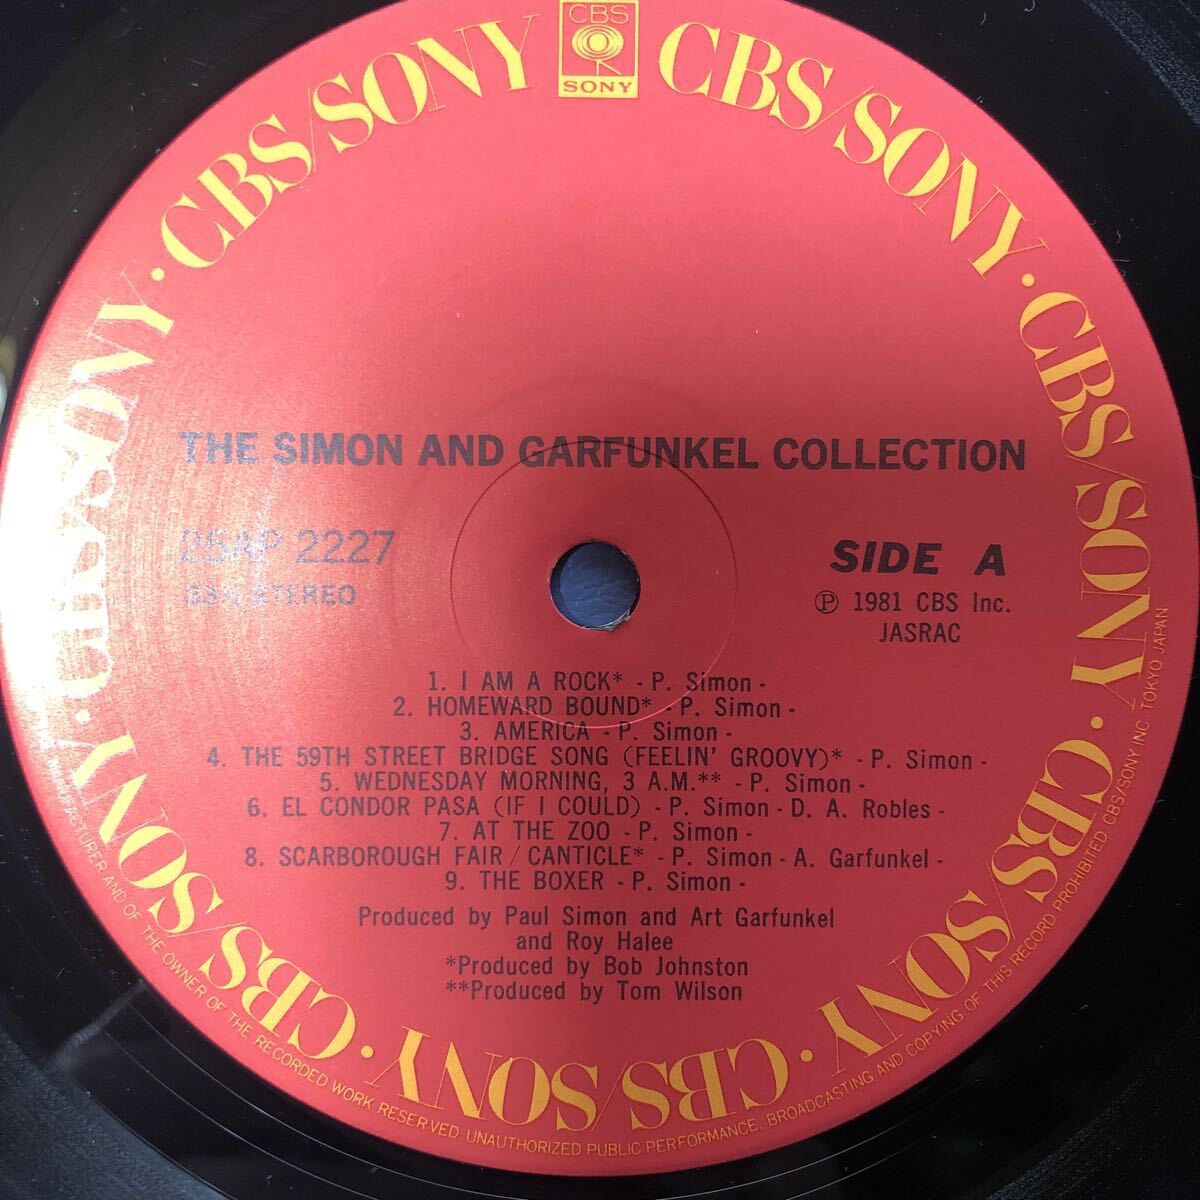 CBS
SONY
CBS/SONY · CBS/SONY · CBS/SONY · CBS/SONY · CBS/SONY · CBS/SONY · CBS/SONY
THE SIMON AND GARFUNKEL COLLECTION
25AP 2227
33⅓ STEREO
SIDE A
Ⓟ 1981 CBS Inc.
JASRAC
1. I AM A ROCK* - P. Simon -
2. HOMEWARD BOUND* - P. Simon -
3. AMERICA - P. Simon -
4. THE 59TH STREET BRIDGE SONG (FEELIN' GROOVY)* - P. Simon -
5. WEDNESDAY MORNING, 3 A.M.** - P. Simon -
6. EL CONDOR PASA (IF I COULD) - P. Simon - D. A. Robles -
7. AT THE ZOO - P. Simon -
8. SCARBOROUGH FAIR / CANTICLE* - P. Simon - A. Garfunkel -
9. THE BOXER - P. Simon -
Produced by Paul Simon and Art Garfunkel
and Roy Halee
*Produced by Bob Johnston
**Produced by Tom Wilson
AND OF THE OWNER OF THE RECORDED WORK RESERVED. UNAUTHORIZED PUBLIC PERFORMANCE, BROADCASTING AND COPYING OF THIS RECORD PROHIBITED. CBS/SONY INC. TOKYO JAPAN